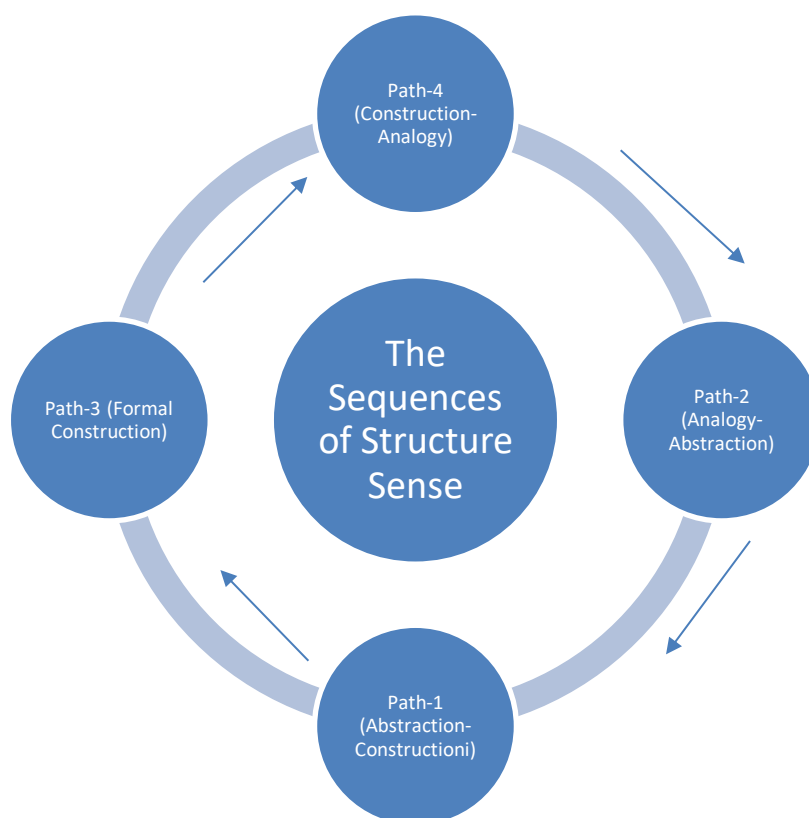 Path-4
(Construction-
Analogy)
The
Sequences
of Structure
Sense
Path-3 (Formal
Construction)
Path-2
(Analogy-
Abstraction)
Path-1
(Abstraction-
Constructioni)